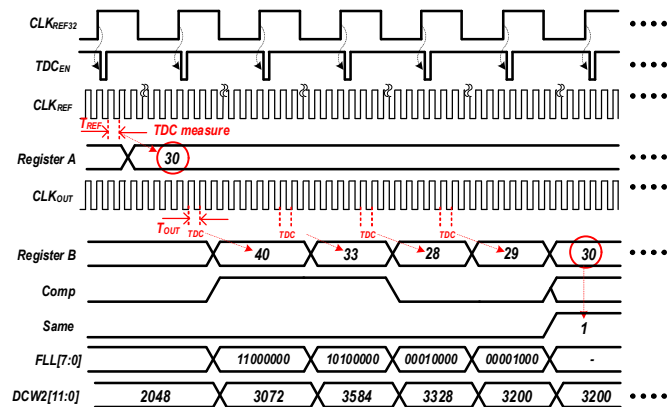 CLKREF32
TDCEN
CLKREF
TREF TDC measure
Register A 30
CLKOUT
TOUT TDC TDC TDC TDC
Register B 40 33 28 29 30
Comp
Same 1
FLL[7:0] 11000000 10100000 00010000 00001000 -
DCW2[11:0] 2048 3072 3584 3328 3200 3200